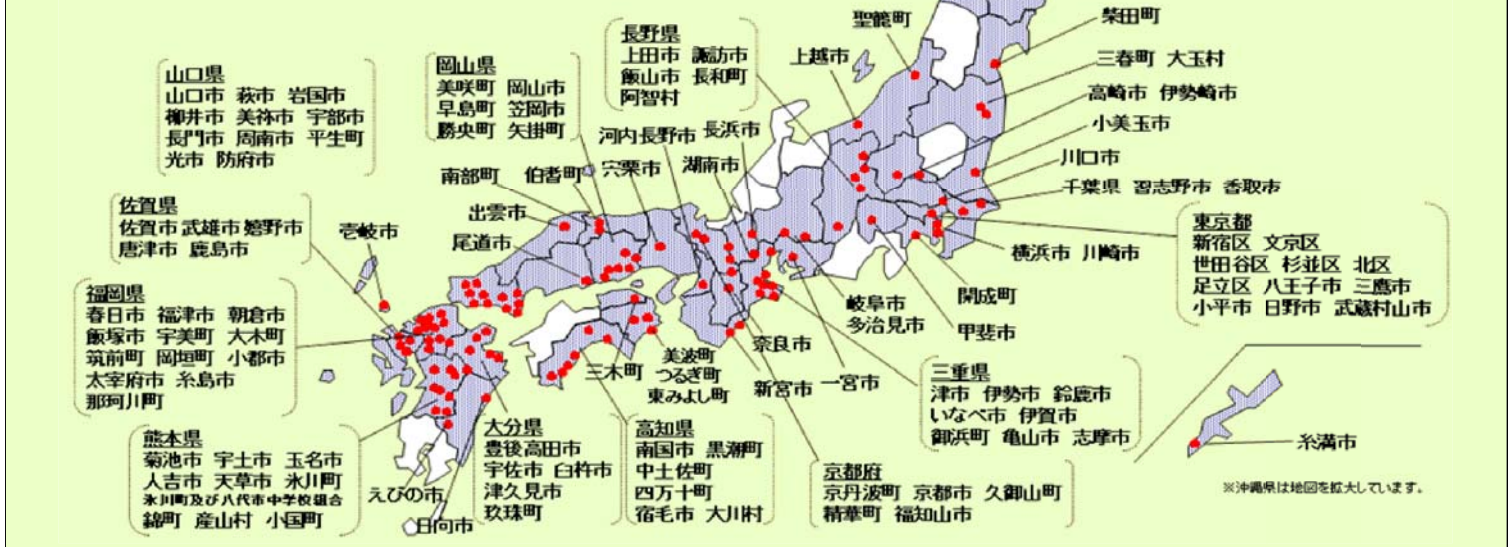 聖籠町
柴田町
長野県
上田市 諏訪市
飯山市 長和町
阿智村
上越市
三春町 大玉村
山口県
山口市 萩市 岩国市
柳井市 美祢市 宇部市
長門市 周南市 平生町
光市 防府市
岡山県
美咲町 岡山市
早島町 笠岡市
勝央町 矢掛町
高崎市 伊勢崎市
小美玉市
河内長野市
長浜市
川口市
南部町
伯耆町
宍粟市
湖南市
千葉県 習志野市 香取市
佐賀県
佐賀市 武雄市 嬉野市
唐津市 鹿島市
出雲市
壱岐市
尾道市
東京都
新宿区 文京区
世田谷区 杉並区 北区
足立区 八王子市 三鷹市
小平市 日野市 武蔵村山市
横浜市 川崎市
福岡県
春日市 福津市 朝倉市
飯塚市 宇美町 大木町
筑前町 岡垣町 小郡市
太宰府市 糸島市
那珂川町
開成町
岐阜市
多治見市
甲斐市
奈良市
三木町
美波町
つるぎ町
東みよし町
新宮市
一宮市
三重県
津市 伊勢市 鈴鹿市
いなべ市 伊賀市
御浜町 亀山市 志摩市
熊本県
菊池市 宇土市 玉名市
人吉市 天草市 氷川町
氷川町及び八代市中学校組合
錦町 産山村 小国町
えびの市
日向市
大分県
豊後高田市
宇佐市 臼杵市
津久見市
玖珠町
高知県
南国市 黒潮町
中土佐町
四万十町
宿毛市 大川村
京都府
京丹波町 京都市 久御山町
精華町 福知山市
糸満市
※沖縄県は地図を拡大しています。